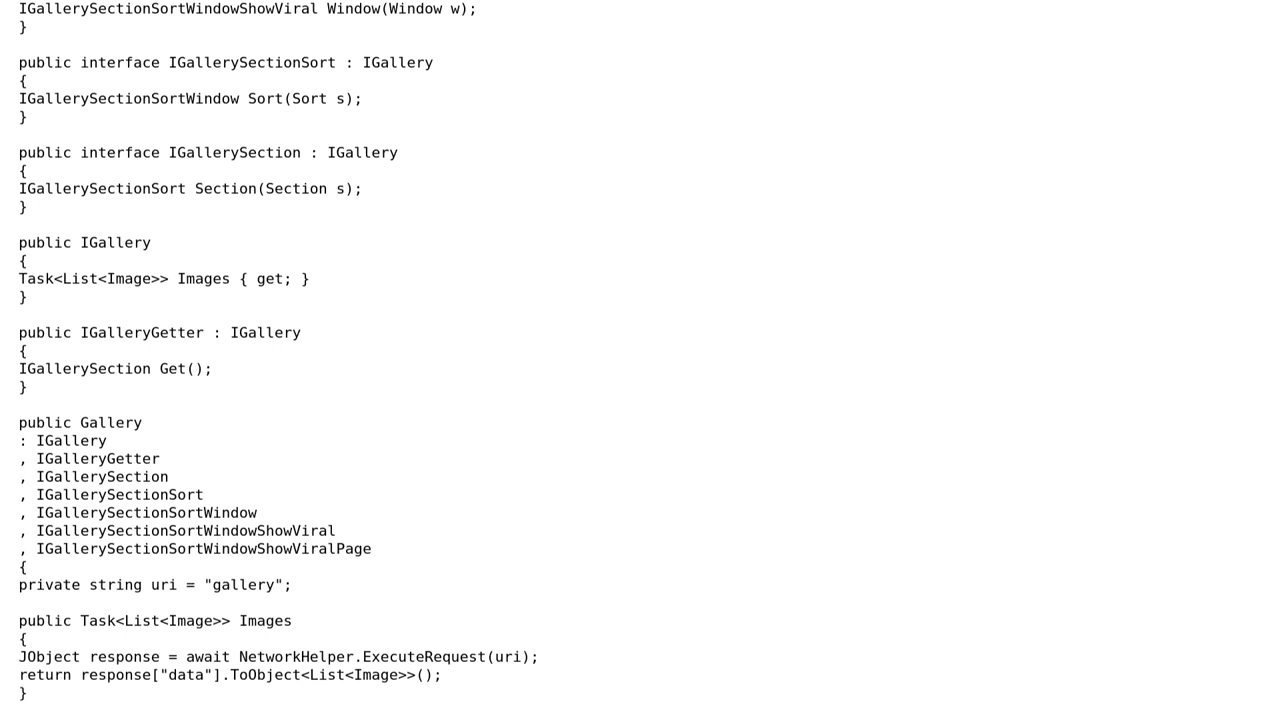 IGallerySectionSortWindowShowViral Window(Window w);
}
public interface IGallerySectionSort : IGallery
{
IGallerySectionSortWindow Sort(Sort s);
}
public interface IGallerySection : IGallery
{
IGallerySectionSort Section(Section s);
}
public IGallery
{
Task<List<Image>> Images { get; }
}
public IGalleryGetter : IGallery
{
IGallerySection Get();
}
public Gallery
: IGallery
, IGalleryGetter
, IGallerySection
, IGallerySectionSort
, IGallerySectionSortWindow
, IGallerySectionSortWindowShowViral
, IGallerySectionSortWindowShowViralPage
{
private string uri = "gallery";
public Task<List<Image>> Images
{
JObject response = await NetworkHelper.ExecuteRequest(uri);
return response["data"].ToObject<List<Image>>();
}